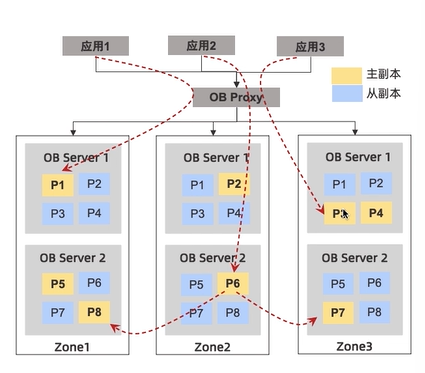 应用1 应用2 应用3
主副本
从副本
OB Proxy
OB Server 1 OB Server 1 OB Server 1
P1 P2 P1 P2 P1 P2
P3 P4 P3 P4 P3 P4
OB Server 2 OB Server 2 OB Server 2
P5 P6 P5 P6 P5 P6
P7 P8 P7 P8 P7 P8
Zone1 Zone2 Zone3